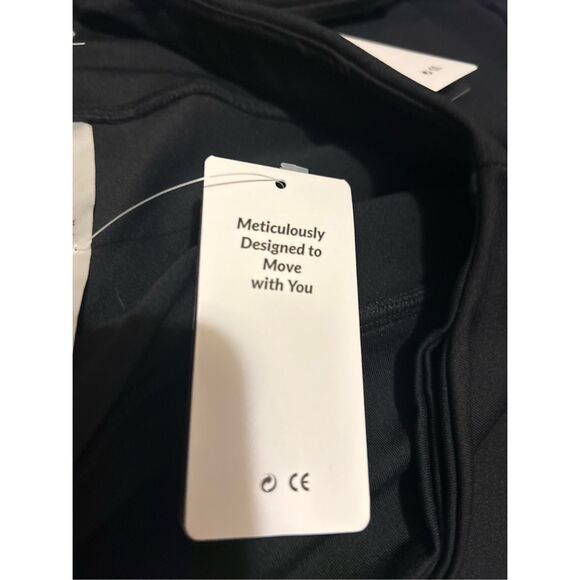 Meticulously
Designed to
Move
with You
CE